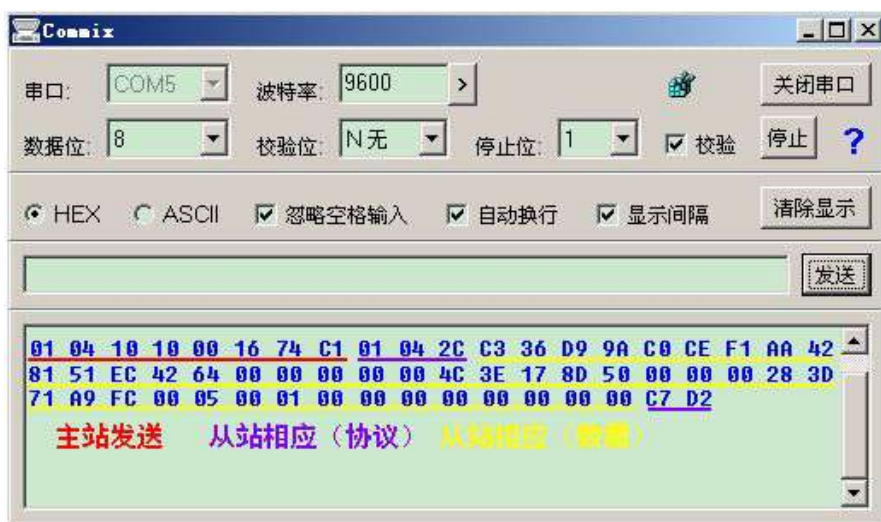 Commix
串口: COM5 波特率: 9600 > 关闭串口
数据位: 8 校验位: N无 停止位: 1 校验 停止 ?
HEX ASCII 忽略空格输入 自动换行 显示间隔 清除显示
发送
01 04 10 10 00 16 74 C1 01 04 2C C3 36 D9 9A C0 CE F1 AA 42
81 51 EC 42 64 00 00 00 00 00 4C 3E 17 8D 50 00 00 00 28 3D
71 A9 FC 00 05 00 01 00 00 00 00 00 00 00 00 C7 D2
主站发送 从站相应（协议） 从站相应（数据）